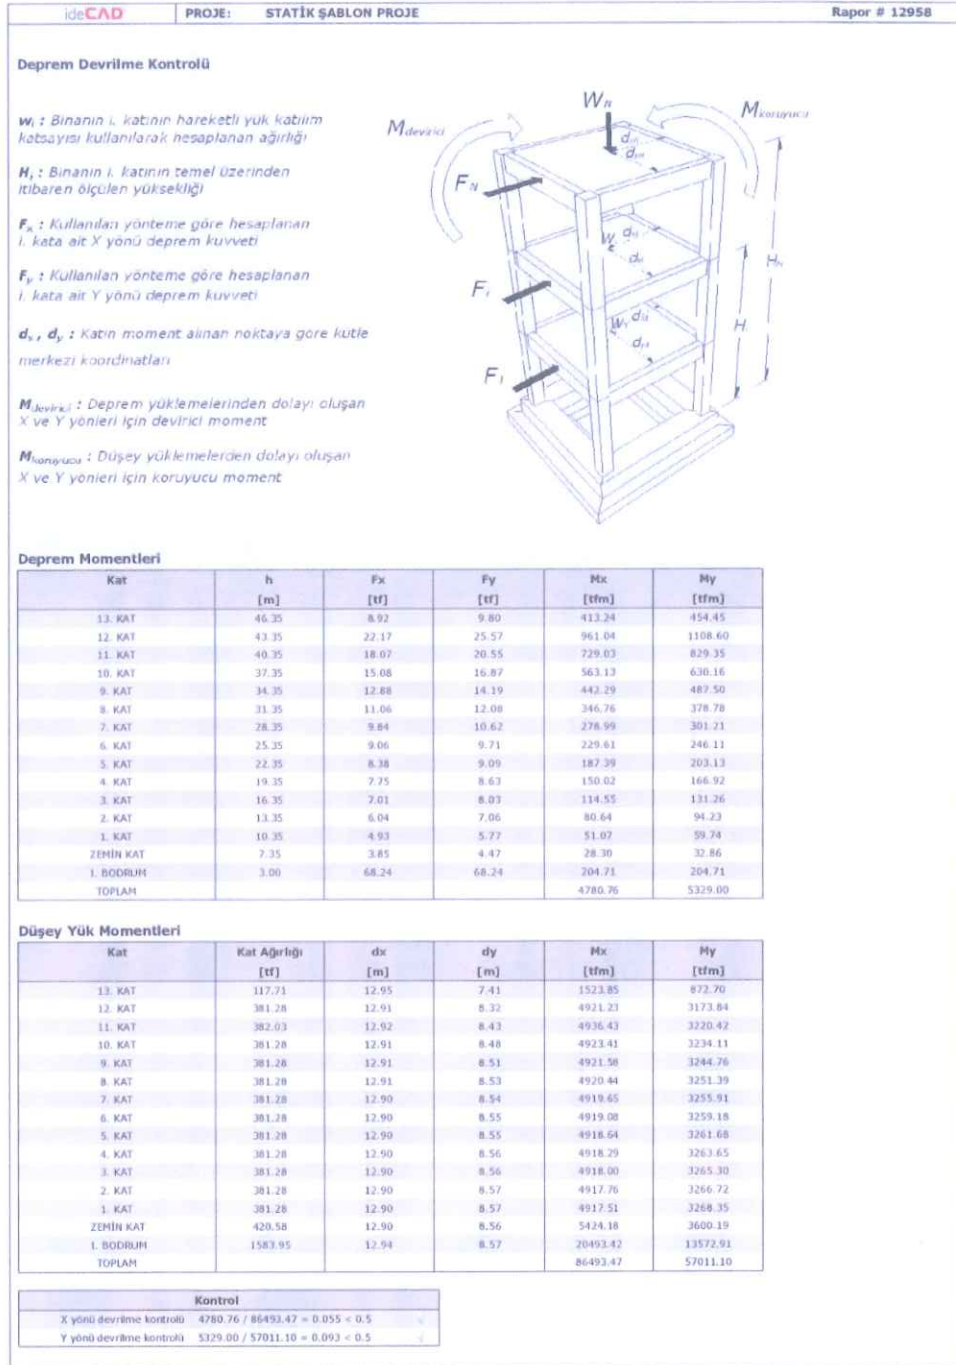 ideCAD PROJE: STATİK ŞABLON PROJE Rapor # 12958
Deprem Devrilme Kontrolü
Wᵢ : Binanın i. katının hareketli yük katılım
katsayısı kullanılarak hesaplanan ağırlığı
Hᵢ : Binanın i. katının temel üzerinden
itibaren ölçülen yüksekliği
Fₓ : Kullanılan yönteme göre hesaplanan
i. kata ait X yönü deprem kuvveti
Fᵧ : Kullanılan yönteme göre hesaplanan
i. kata ait Y yönü deprem kuvveti
dₓ, dᵧ : Katın moment alınan noktaya göre kütle
merkezi koordinatları
Mdevirici : Deprem yüklemelerinden dolayı oluşan
X ve Y yönleri için devirici moment
Mkoruyucu : Düşey yüklemelerden dolayı oluşan
X ve Y yönleri için koruyucu moment
Mdevirici
WN
Mkoruyucu
FN
HN
Fi
H
F1
Deprem Momentleri
Kat h Fx Fy Mx My
[m] [tf] [tf] [tfm] [tfm]
13. KAT 46.35 8.92 9.80 413.24 454.45
12. KAT 43.35 22.17 25.57 961.04 1108.60
11. KAT 40.35 18.07 20.55 729.03 829.35
10. KAT 37.35 15.08 16.87 563.13 630.16
9. KAT 34.35 12.88 14.19 442.29 487.50
8. KAT 31.35 11.06 12.08 346.76 378.78
7. KAT 28.35 9.84 10.62 278.99 301.21
6. KAT 25.35 9.06 9.71 229.61 246.11
5. KAT 22.35 8.38 9.09 187.39 203.13
4. KAT 19.35 7.75 8.63 150.02 166.92
3. KAT 16.35 7.01 8.03 114.55 131.26
2. KAT 13.35 6.04 7.06 80.64 94.23
1. KAT 10.35 4.93 5.77 51.07 59.74
ZEMİN KAT 7.35 3.85 4.47 28.30 32.86
1. BODRUM 3.00 68.24 68.24 204.71 204.71
TOPLAM 4780.76 5329.00
Düşey Yük Momentleri
Kat Kat Ağırlığı dx dy Mx My
[tf] [m] [m] [tfm] [tfm]
13. KAT 117.71 12.95 7.41 1523.85 872.70
12. KAT 381.28 12.91 8.32 4921.23 3173.84
11. KAT 382.03 12.92 8.43 4936.43 3220.42
10. KAT 381.28 12.91 8.48 4923.41 3234.11
9. KAT 381.28 12.91 8.51 4921.58 3244.76
8. KAT 381.28 12.91 8.53 4920.44 3251.39
7. KAT 381.28 12.90 8.54 4919.65 3255.91
6. KAT 381.28 12.90 8.55 4919.08 3259.18
5. KAT 381.28 12.90 8.55 4918.64 3261.68
4. KAT 381.28 12.90 8.56 4918.29 3263.65
3. KAT 381.28 12.90 8.56 4918.00 3265.30
2. KAT 381.28 12.90 8.57 4917.76 3266.72
1. KAT 381.28 12.90 8.57 4917.51 3268.35
ZEMİN KAT 420.58 12.90 8.56 5424.18 3600.19
1. BODRUM 1583.95 12.94 8.57 20493.42 13572.91
TOPLAM 86493.47 57011.10
Kontrol
X yönü devrilme kontrolü 4780.76 / 86493.47 = 0.055 < 0.5 √
Y yönü devrilme kontrolü 5329.00 / 57011.10 = 0.093 < 0.5 √